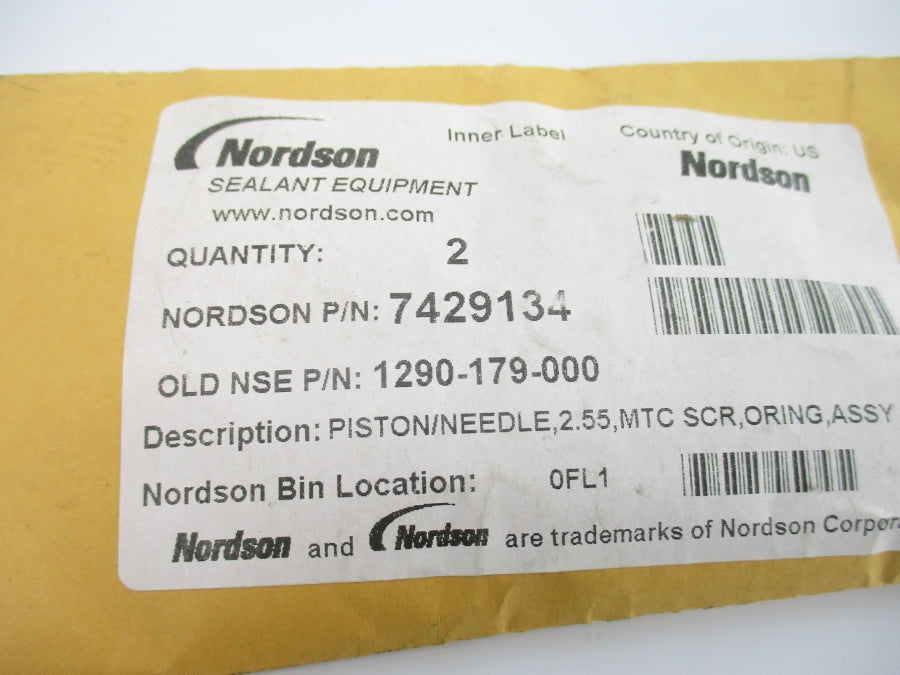 Nordson
SEALANT EQUIPMENT
www.nordson.com
Inner Label
Country of Origin: US
Nordson
QUANTITY: 2
NORDSON P/N: 7429134
OLD NSE P/N: 1290-179-000
Description: PISTON/NEEDLE,2.55,MTC SCR,ORING,ASSY
Nordson Bin Location: 0FL1
Nordson and Nordson are trademarks of Nordson Corpora